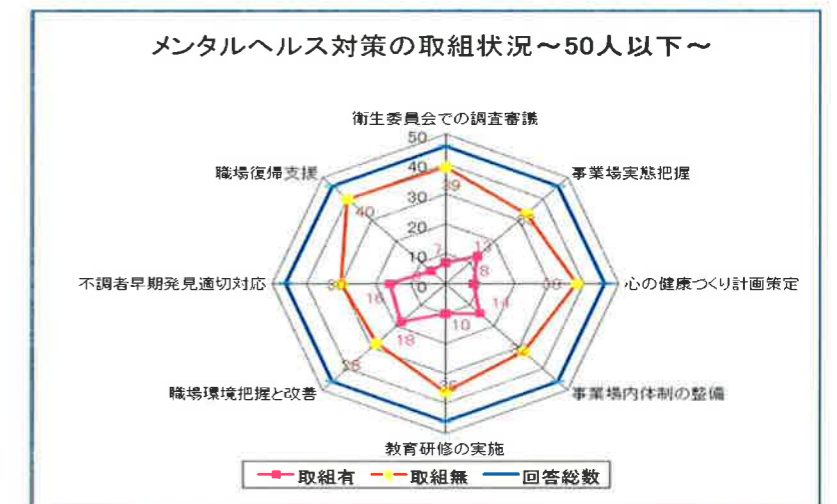 メンタルヘルス対策の取組状況～50人以下～
衛生委員会での調査審議
50
職場復帰支援
事業場実態把握
40
39
40
30
20
7
13
10
8
不調者早期発見適切対応
0
心の健康づくり計画策定
16
14
10
18
職場環境把握と改善
事業場内体制の整備
教育研修の実施
取組有
取組無
回答総数